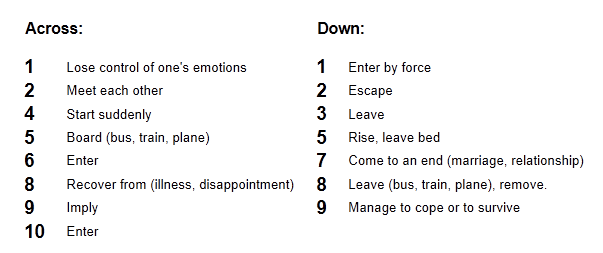 Across:
1 Lose control of one's emotions
2 Meet each other
4 Start suddenly
5 Board (bus, train, plane)
6 Enter
8 Recover from (illness, disappointment)
9 Imply
10 Enter
Down:
1 Enter by force
2 Escape
3 Leave
5 Rise, leave bed
7 Come to an end (marriage, relationship)
8 Leave (bus, train, plane), remove.
9 Manage to cope or to survive